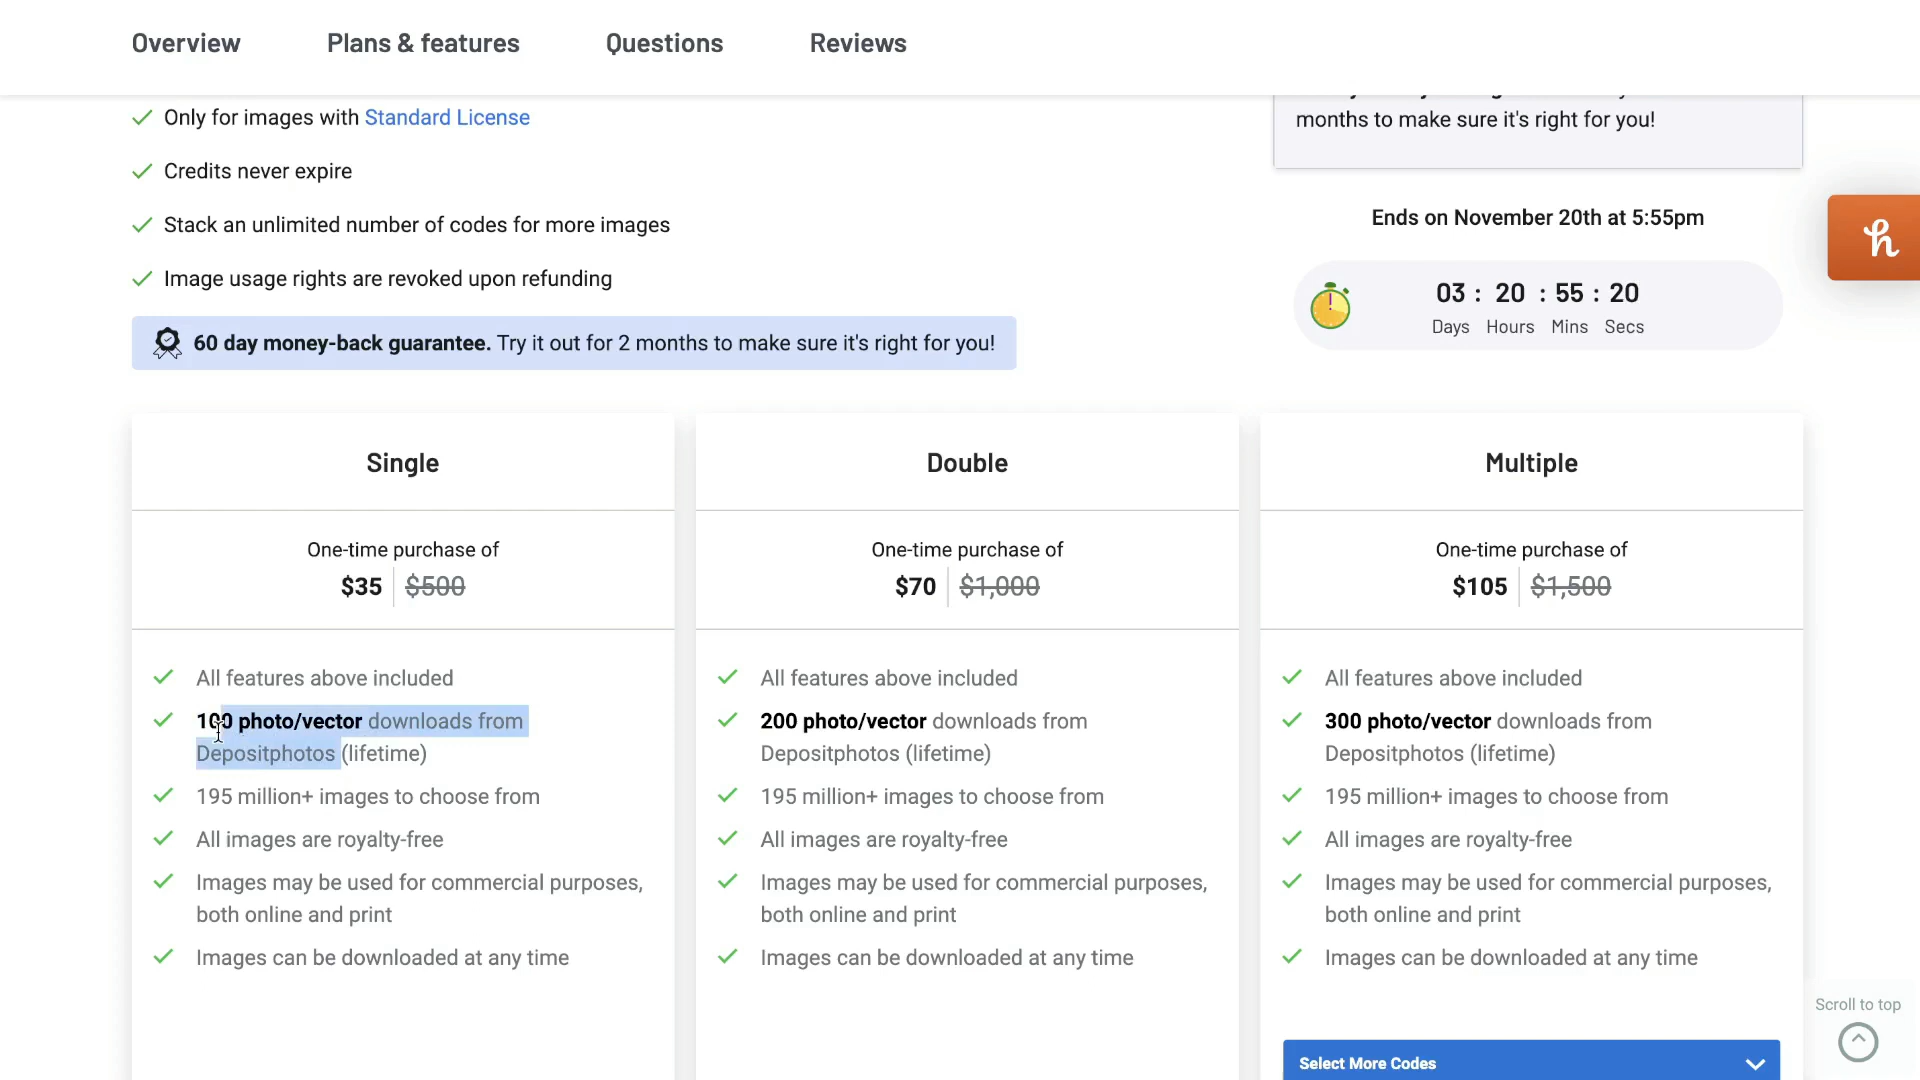 Overview
Plans & features
Questions
Reviews
Only for images with Standard License
Credits never expire
Stack an unlimited number of codes for more images
Image usage rights are revoked upon refunding
60 day money-back guarantee. Try it out for 2 months to make sure it's right for you!
months to make sure it's right for you!
Ends on November 20th at 5:55pm
03 : 20 : 55 : 20
Days Hours Mins Secs
Single
One-time purchase of
$35 $500
All features above included
100 photo/vector downloads from
Depositphotos (lifetime)
195 million+ images to choose from
All images are royalty-free
Images may be used for commercial purposes,
both online and print
Images can be downloaded at any time
Double
One-time purchase of
$70 $1,000
All features above included
200 photo/vector downloads from
Depositphotos (lifetime)
195 million+ images to choose from
All images are royalty-free
Images may be used for commercial purposes,
both online and print
Images can be downloaded at any time
Multiple
One-time purchase of
$105 $1,500
All features above included
300 photo/vector downloads from
Depositphotos (lifetime)
195 million+ images to choose from
All images are royalty-free
Images may be used for commercial purposes,
both online and print
Images can be downloaded at any time
Select More Codes
Scroll to top
h